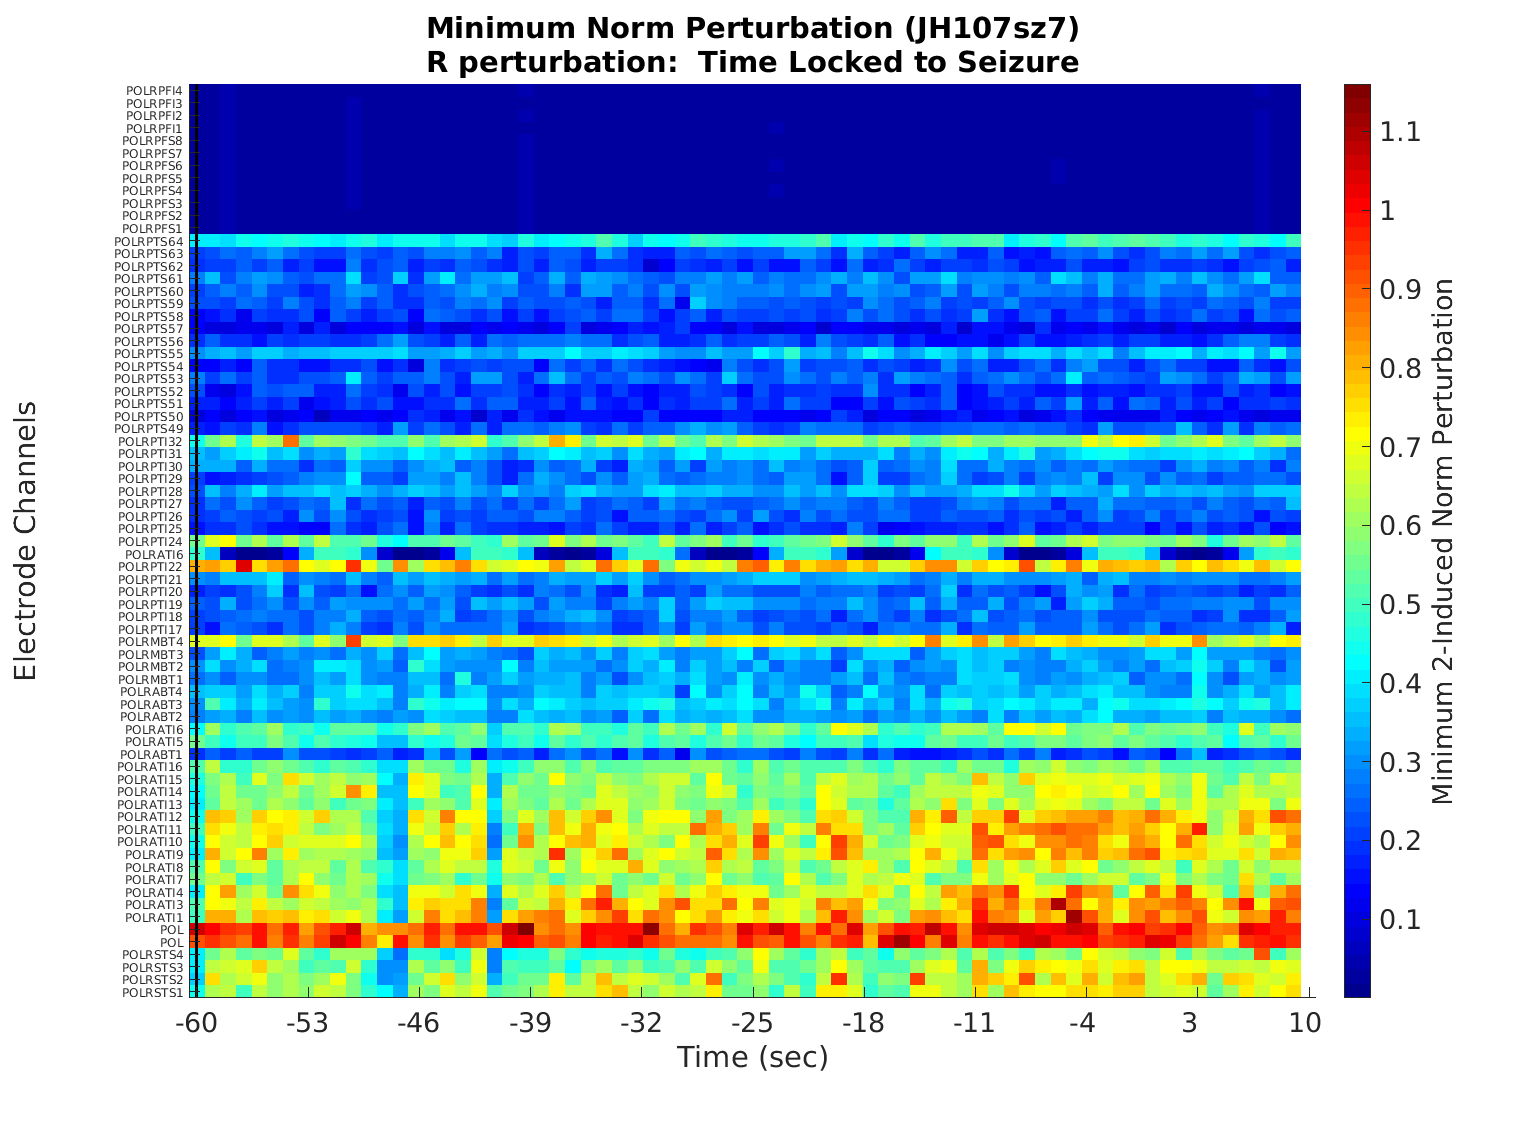 Minimum Norm Perturbation (JH107sz7)
R perturbation:  Time Locked to Seizure
Electrode Channels
POLRPFI4
POLRPFI3
POLRPFI2
POLRPFI1
POLRPFS8
POLRPFS7
POLRPFS6
POLRPFS5
POLRPFS4
POLRPFS3
POLRPFS2
POLRPFS1
POLRPTS64
POLRPTS63
POLRPTS62
POLRPTS61
POLRPTS60
POLRPTS59
POLRPTS58
POLRPTS57
POLRPTS56
POLRPTS55
POLRPTS54
POLRPTS53
POLRPTS52
POLRPTS51
POLRPTS50
POLRPTS49
POLRPTI32
POLRPTI31
POLRPTI30
POLRPTI29
POLRPTI28
POLRPTI27
POLRPTI26
POLRPTI25
POLRPTI24
POLRATI6
POLRPTI22
POLRPTI21
POLRPTI20
POLRPTI19
POLRPTI18
POLRPTI17
POLRMBT4
POLRMBT3
POLRMBT2
POLRMBT1
POLRABT4
POLRABT3
POLRABT2
POLRATI6
POLRATI5
POLRABT1
POLRATI16
POLRATI15
POLRATI14
POLRATI13
POLRATI12
POLRATI11
POLRATI10
POLRATI9
POLRATI8
POLRATI7
POLRATI4
POLRATI3
POLRATI1
POL
POL
POLRSTS4
POLRSTS3
POLRSTS2
POLRSTS1
-60 -53 -46 -39 -32 -25 -18 -11 -4 3 10
Time (sec)
1.1
1
0.9
0.8
0.7
0.6
0.5
0.4
0.3
0.2
0.1
Minimum 2-Induced Norm Perturbation